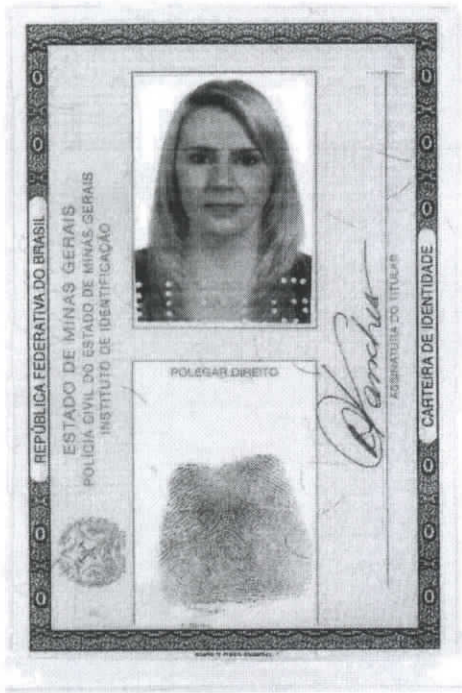 REPÚBLICA FEDERATIVA DO BRASIL
ESTADO DE MINAS GERAIS
POLÍCIA CIVIL DO ESTADO DE MINAS GERAIS
INSTITUTO DE IDENTIFICAÇÃO
POLEGAR DIREITO
ASSINATURA DO TITULAR
CARTEIRA DE IDENTIDADE